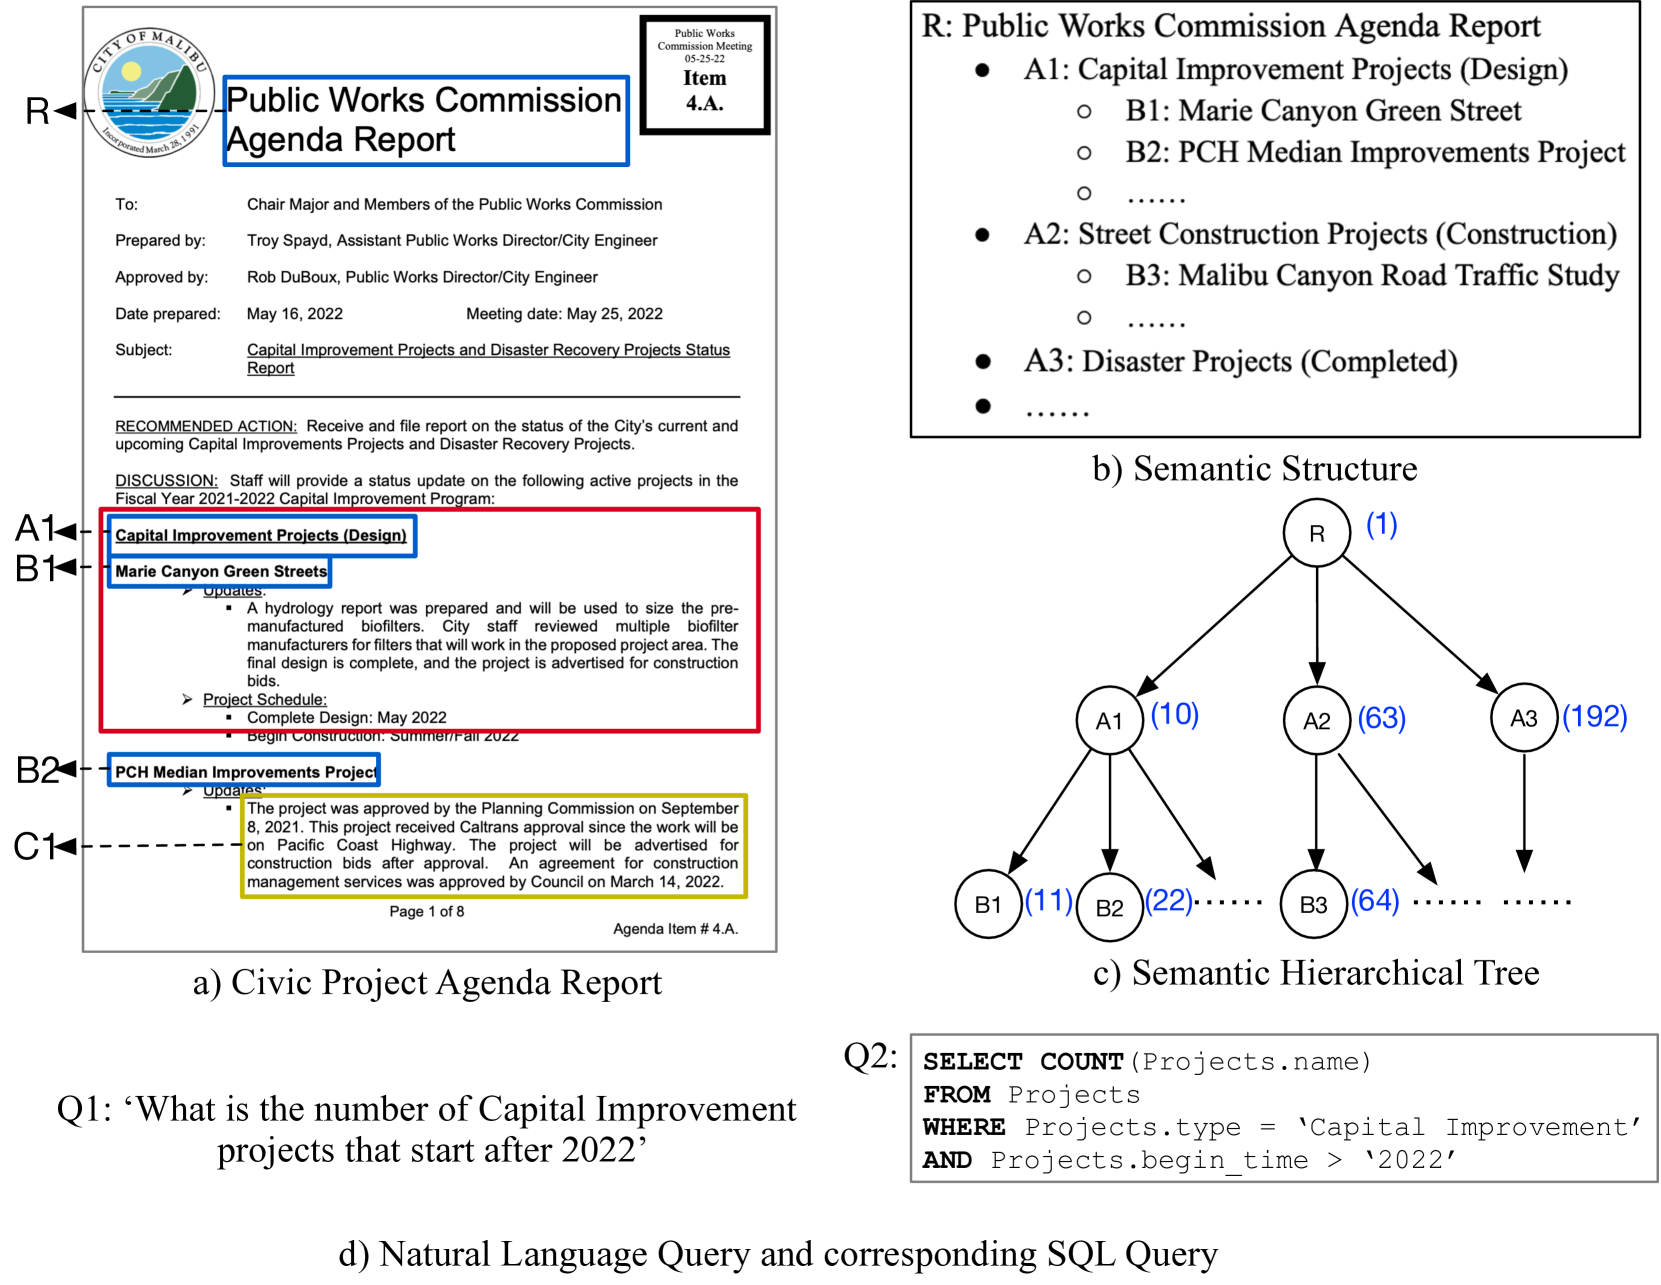 CITY OF MALIBU
Incorporated March 28, 1991
R
Public Works Commission
Agenda Report
Public Works
Commission Meeting
05-25-22
Item
4.A.
To:
Chair Major and Members of the Public Works Commission
Prepared by:
Troy Spayd, Assistant Public Works Director/City Engineer
Approved by:
Rob DuBoux, Public Works Director/City Engineer
Date prepared:
May 16, 2022
Meeting date: May 25, 2022
Subject:
Capital Improvement Projects and Disaster Recovery Projects Status
Report
RECOMMENDED ACTION: Receive and file report on the status of the City's current and
upcoming Capital Improvements Projects and Disaster Recovery Projects.
DISCUSSION: Staff will provide a status update on the following active projects in the
Fiscal Year 2021-2022 Capital Improvement Program:
A1
Capital Improvement Projects (Design)
B1
Marie Canyon Green Streets
➢ Updates:
▪ A hydrology report was prepared and will be used to size the pre-
manufactured biofilters. City staff reviewed multiple biofilter
manufacturers for filters that will work in the proposed project area. The
final design is complete, and the project is advertised for construction
bids.
➢ Project Schedule:
▪ Complete Design: May 2022
▪ Begin Construction: Summer/Fall 2022
B2
PCH Median Improvements Project
➢ Updates:
C1
▪ The project was approved by the Planning Commission on September
8, 2021. This project received Caltrans approval since the work will be
on Pacific Coast Highway. The project will be advertised for
construction bids after approval. An agreement for construction
management services was approved by Council on March 14, 2022.
Page 1 of 8
Agenda Item # 4.A.
a) Civic Project Agenda Report
R: Public Works Commission Agenda Report
● A1: Capital Improvement Projects (Design)
○ B1: Marie Canyon Green Street
○ B2: PCH Median Improvements Project
○ ......
● A2: Street Construction Projects (Construction)
○ B3: Malibu Canyon Road Traffic Study
○ ......
● A3: Disaster Projects (Completed)
● ......
b) Semantic Structure
R (1)
A1 (10) A2 (63) A3 (192)
B1 (11) B2 (22) ...... B3 (64) ...... ......
c) Semantic Hierarchical Tree
Q1: ‘What is the number of Capital Improvement
projects that start after 2022’
Q2:
SELECT COUNT(Projects.name)
FROM Projects
WHERE Projects.type = ‘Capital Improvement’
AND Projects.begin_time > ‘2022’
d) Natural Language Query and corresponding SQL Query